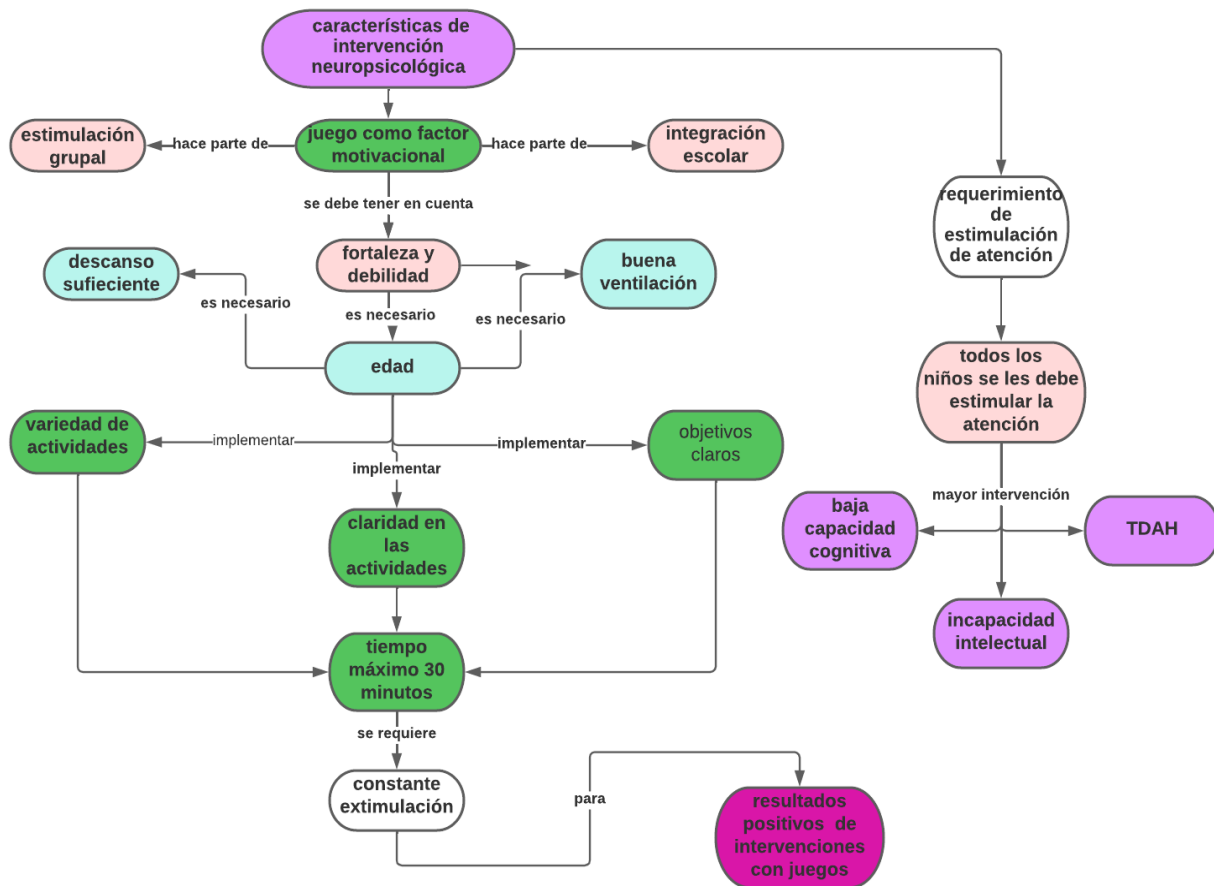 características de
intervención
neuropsicológica
estimulación
grupal
hace parte de
juego como factor
motivacional
hace parte de
integración
escolar
se debe tener en cuenta
requerimiento
de
estimulación
de atención
descanso
sufieciente
fortaleza y
debilidad
buena
ventilación
es necesario
es necesario
es necesario
edad
todos los
niños se les debe
estimular la
atención
variedad de
actividades
implementar
implementar
implementar
objetivos
claros
claridad en
las
actividades
mayor intervención
baja
capacidad
cognitiva
TDAH
incapacidad
intelectual
tiempo
máximo 30
minutos
se requiere
constante
extimulación
para
resultados
positivos de
intervenciones
con juegos